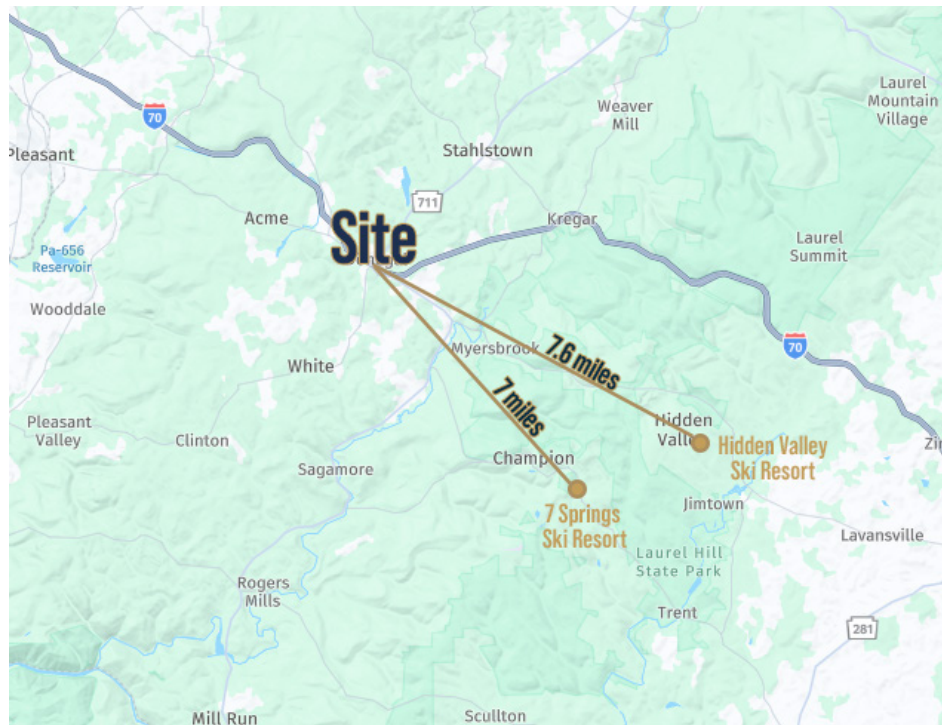 Laurel
Mountain
Village
Weaver
Mill
70
Pleasant
Stahlstown
711
Acme
Kregar
Site
Laurel
Summit
Pa-656
Reservoir
Wooddale
70
Myersbrook
7.6 miles
White
7 miles
Pleasant
Valley
Clinton
Hidden
Valley
Hidden Valley
Ski Resort
Champion
Sagamore
7 Springs
Ski Resort
Jimtown
Lavansville
Laurel Hill
State Park
Rogers
Mills
Trent
281
Mill Run
Scullton